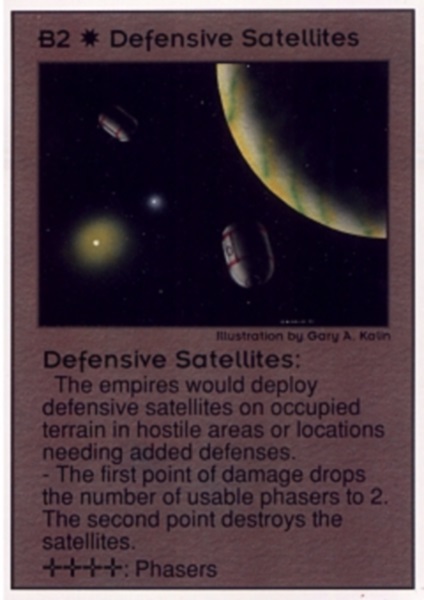 B2 ✷ Defensive Satellites
Illustration by Gary A. Kalin
Defensive Satellites:
The empires would deploy
defensive satellites on occupied
terrain in hostile areas or locations
needing added defenses.
- The first point of damage drops
the number of usable phasers to 2.
The second point destroys the
satellites.
✛✛✛✛: Phasers